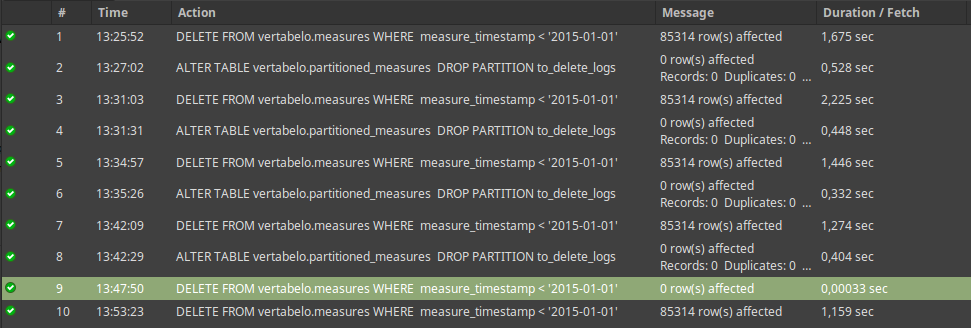 # Time Action Message Duration / Fetch
1 13:25:52 DELETE FROM vertabelo.measures WHERE measure_timestamp < '2015-01-01' 85314 row(s) affected 1,675 sec
2 13:27:02 ALTER TABLE vertabelo.partitioned_measures DROP PARTITION to_delete_logs 0 row(s) affected 0,528 sec
Records: 0 Duplicates: 0 ...
3 13:31:03 DELETE FROM vertabelo.measures WHERE measure_timestamp < '2015-01-01' 85314 row(s) affected 2,225 sec
4 13:31:31 ALTER TABLE vertabelo.partitioned_measures DROP PARTITION to_delete_logs 0 row(s) affected 0,448 sec
Records: 0 Duplicates: 0 ...
5 13:34:57 DELETE FROM vertabelo.measures WHERE measure_timestamp < '2015-01-01' 85314 row(s) affected 1,446 sec
6 13:35:26 ALTER TABLE vertabelo.partitioned_measures DROP PARTITION to_delete_logs 0 row(s) affected 0,332 sec
Records: 0 Duplicates: 0 ...
7 13:42:09 DELETE FROM vertabelo.measures WHERE measure_timestamp < '2015-01-01' 85314 row(s) affected 1,274 sec
8 13:42:29 ALTER TABLE vertabelo.partitioned_measures DROP PARTITION to_delete_logs 0 row(s) affected 0,404 sec
Records: 0 Duplicates: 0 ...
9 13:47:50 DELETE FROM vertabelo.measures WHERE measure_timestamp < '2015-01-01' 0 row(s) affected 0,00033 sec
10 13:53:23 DELETE FROM vertabelo.measures WHERE measure_timestamp < '2015-01-01' 85314 row(s) affected 1,159 sec